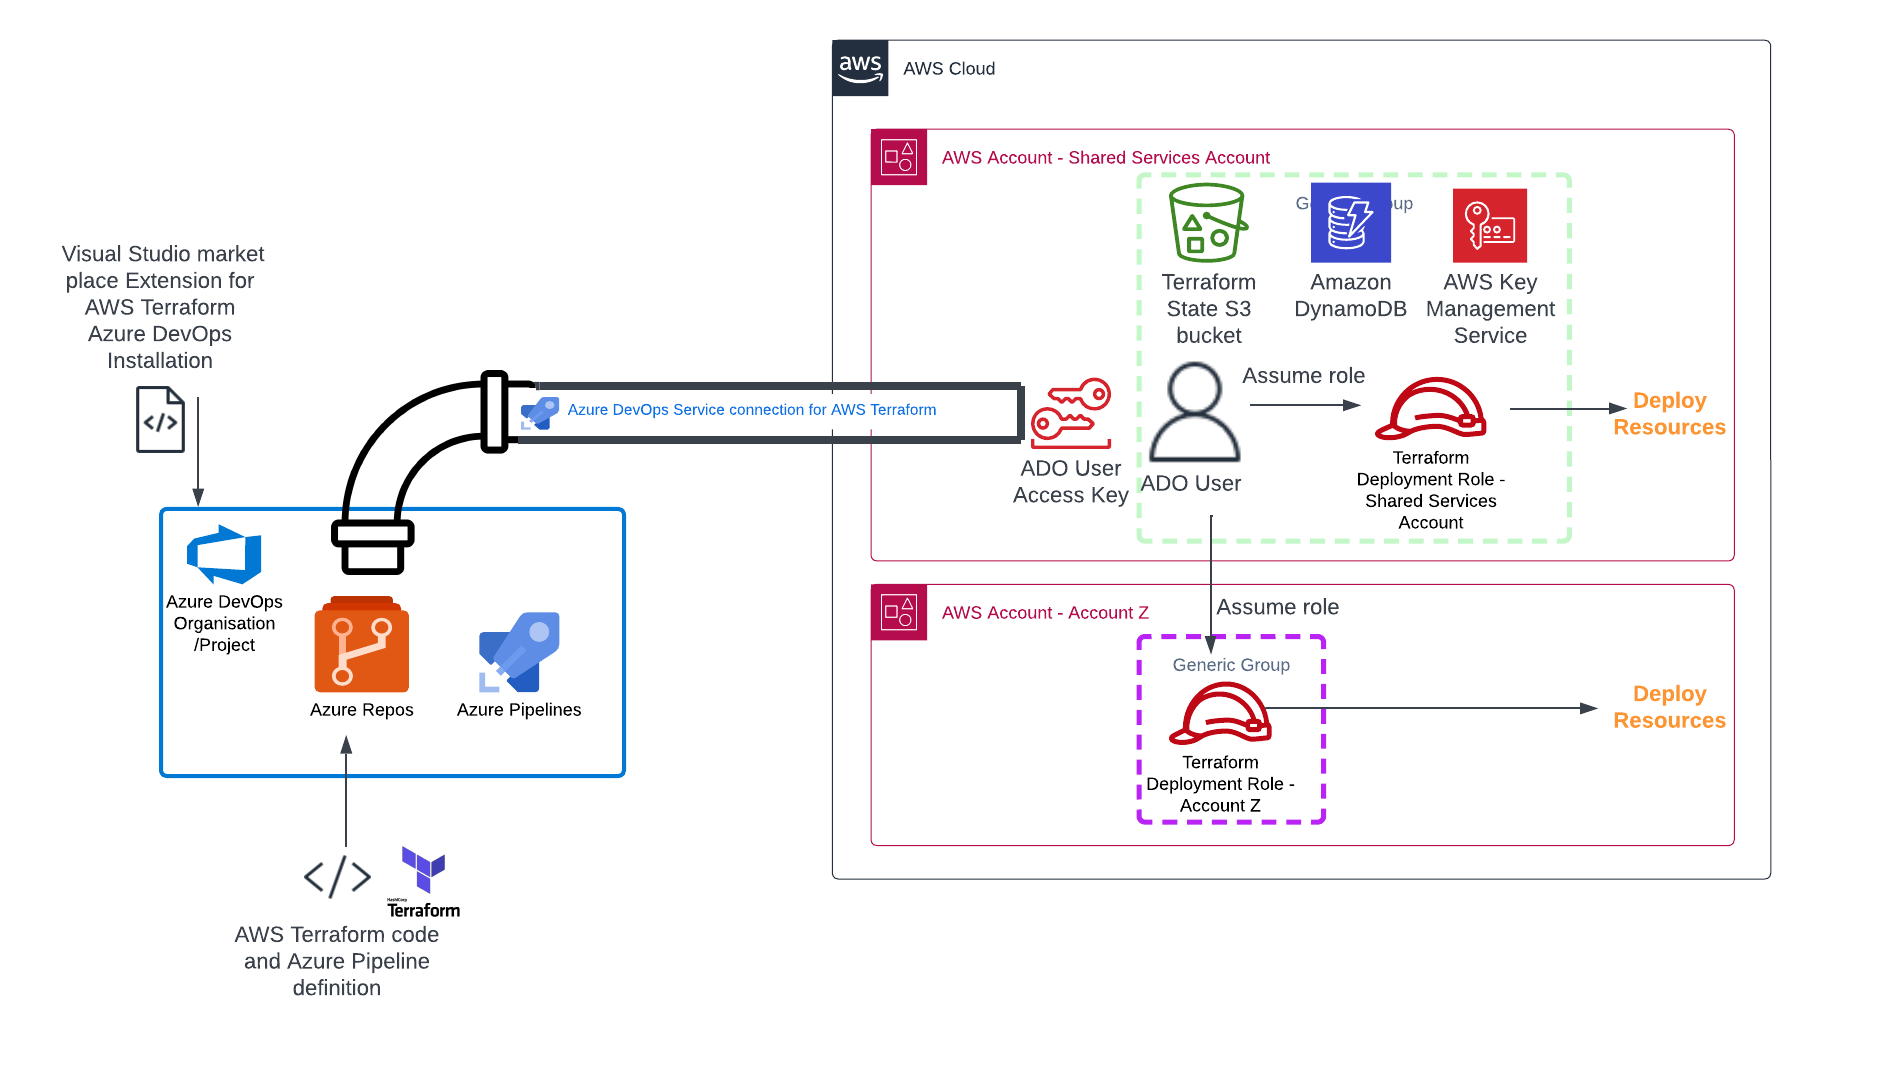 aws
AWS Cloud
AWS Account - Shared Services Account
Terraform
State S3
bucket
Amazon
DynamoDB
AWS Key
Management
Service
Visual Studio market
place Extension for
AWS Terraform
Azure DevOps
Installation
</>
Azure DevOps Service connection for AWS Terraform
ADO User
Access Key
ADO User
Assume role
Terraform
Deployment Role -
Shared Services
Account
Deploy
Resources
Azure DevOps
Organisation
/Project
Azure Repos
Azure Pipelines
AWS Account - Account Z
Assume role
Generic Group
Terraform
Deployment Role -
Account Z
Deploy
Resources
</>
HashiCorp
Terraform
AWS Terraform code
and Azure Pipeline
definition